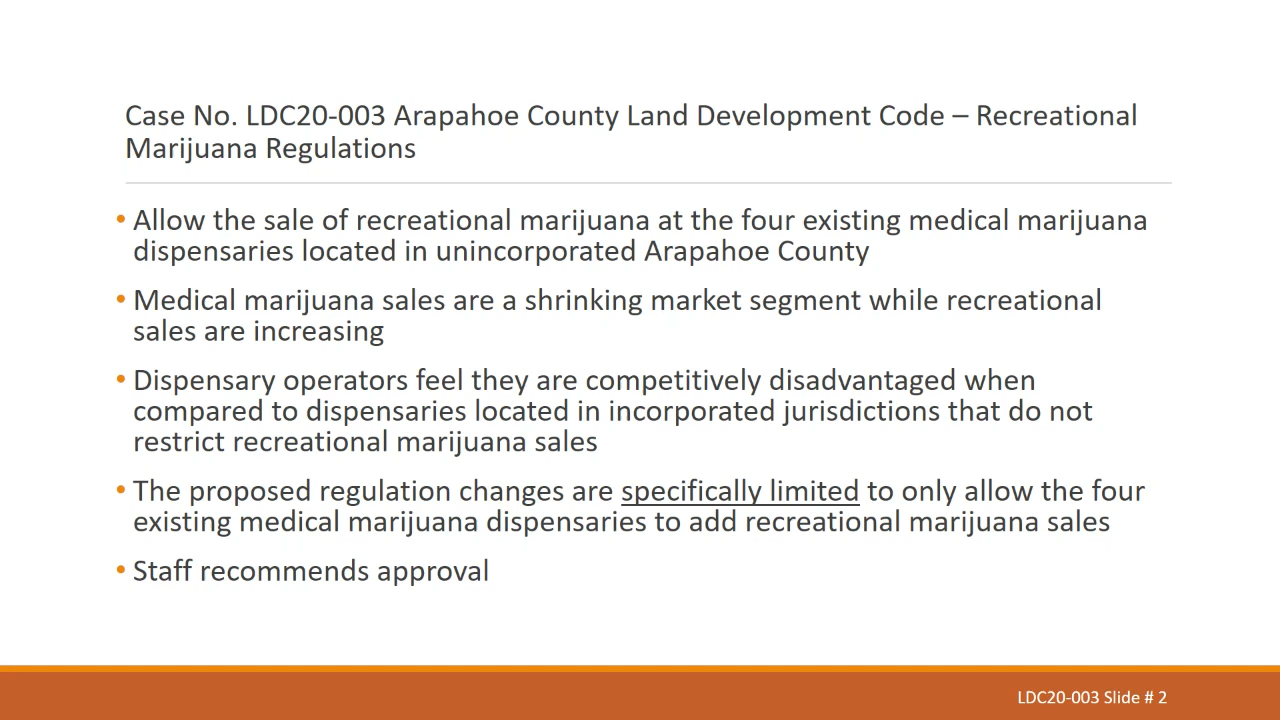 Case No. LDC20-003 Arapahoe County Land Development Code – Recreational
Marijuana Regulations
• Allow the sale of recreational marijuana at the four existing medical marijuana
dispensaries located in unincorporated Arapahoe County
• Medical marijuana sales are a shrinking market segment while recreational
sales are increasing
• Dispensary operators feel they are competitively disadvantaged when
compared to dispensaries located in incorporated jurisdictions that do not
restrict recreational marijuana sales
• The proposed regulation changes are specifically limited to only allow the four
existing medical marijuana dispensaries to add recreational marijuana sales
• Staff recommends approval
LDC20-003 Slide # 2